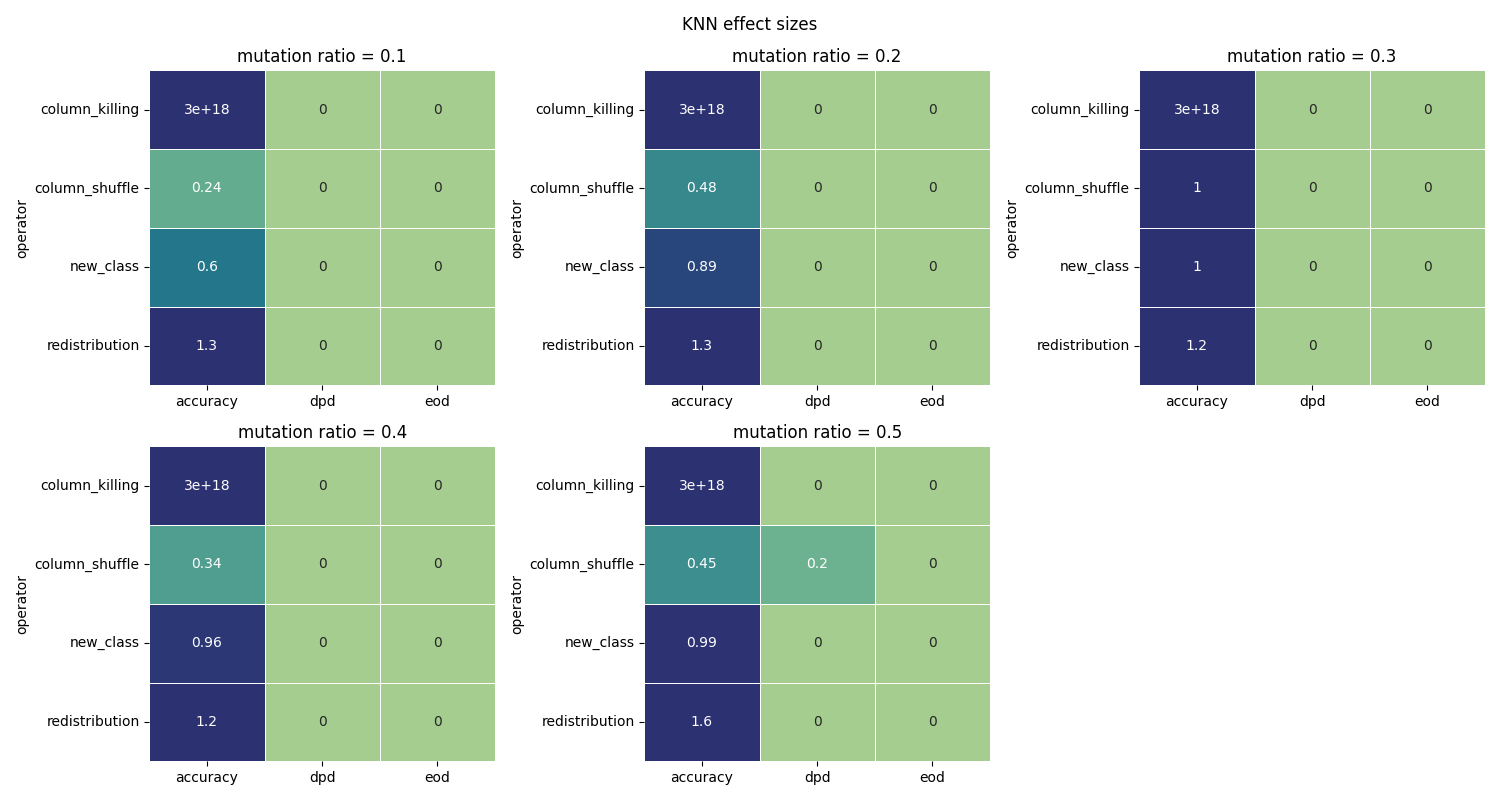 KNN effect sizes
mutation ratio = 0.1
operator
column_killing 3e+18 0 0
column_shuffle 0.24 0 0
new_class 0.6 0 0
redistribution 1.3 0 0
accuracy dpd eod
mutation ratio = 0.2
operator
column_killing 3e+18 0 0
column_shuffle 0.48 0 0
new_class 0.89 0 0
redistribution 1.3 0 0
accuracy dpd eod
mutation ratio = 0.3
operator
column_killing 3e+18 0 0
column_shuffle 1 0 0
new_class 1 0 0
redistribution 1.2 0 0
accuracy dpd eod
mutation ratio = 0.4
operator
column_killing 3e+18 0 0
column_shuffle 0.34 0 0
new_class 0.96 0 0
redistribution 1.2 0 0
accuracy dpd eod
mutation ratio = 0.5
operator
column_killing 3e+18 0 0
column_shuffle 0.45 0.2 0
new_class 0.99 0 0
redistribution 1.6 0 0
accuracy dpd eod